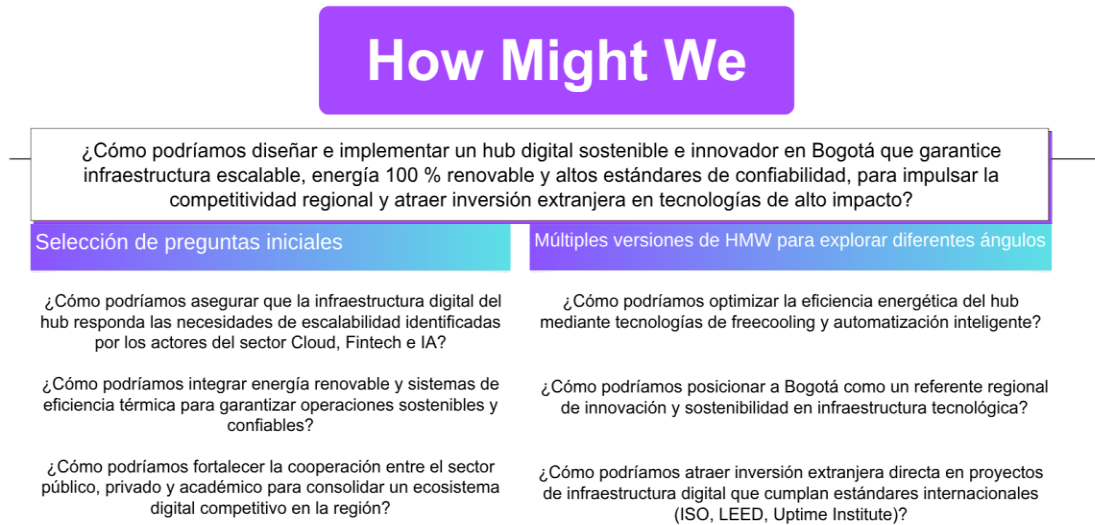 How Might We
¿Cómo podríamos diseñar e implementar un hub digital sostenible e innovador en Bogotá que garantice
infraestructura escalable, energía 100 % renovable y altos estándares de confiabilidad, para impulsar la
competitividad regional y atraer inversión extranjera en tecnologías de alto impacto?
Selección de preguntas iniciales
¿Cómo podríamos asegurar que la infraestructura digital del
hub responda las necesidades de escalabilidad identificadas
por los actores del sector Cloud, Fintech e IA?
¿Cómo podríamos integrar energía renovable y sistemas de
eficiencia térmica para garantizar operaciones sostenibles y
confiables?
¿Cómo podríamos fortalecer la cooperación entre el sector
público, privado y académico para consolidar un ecosistema
digital competitivo en la región?
Múltiples versiones de HMW para explorar diferentes ángulos
¿Cómo podríamos optimizar la eficiencia energética del hub
mediante tecnologías de freecooling y automatización inteligente?
¿Cómo podríamos posicionar a Bogotá como un referente regional
de innovación y sostenibilidad en infraestructura tecnológica?
¿Cómo podríamos atraer inversión extranjera directa en proyectos
de infraestructura digital que cumplan estándares internacionales
(ISO, LEED, Uptime Institute)?